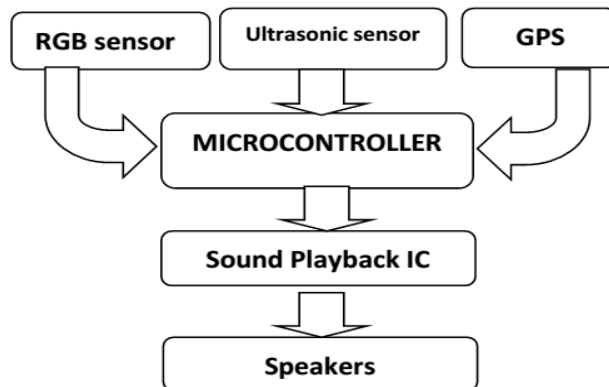 RGB sensor
Ultrasonic sensor
GPS
MICROCONTROLLER
Sound Playback IC
Speakers